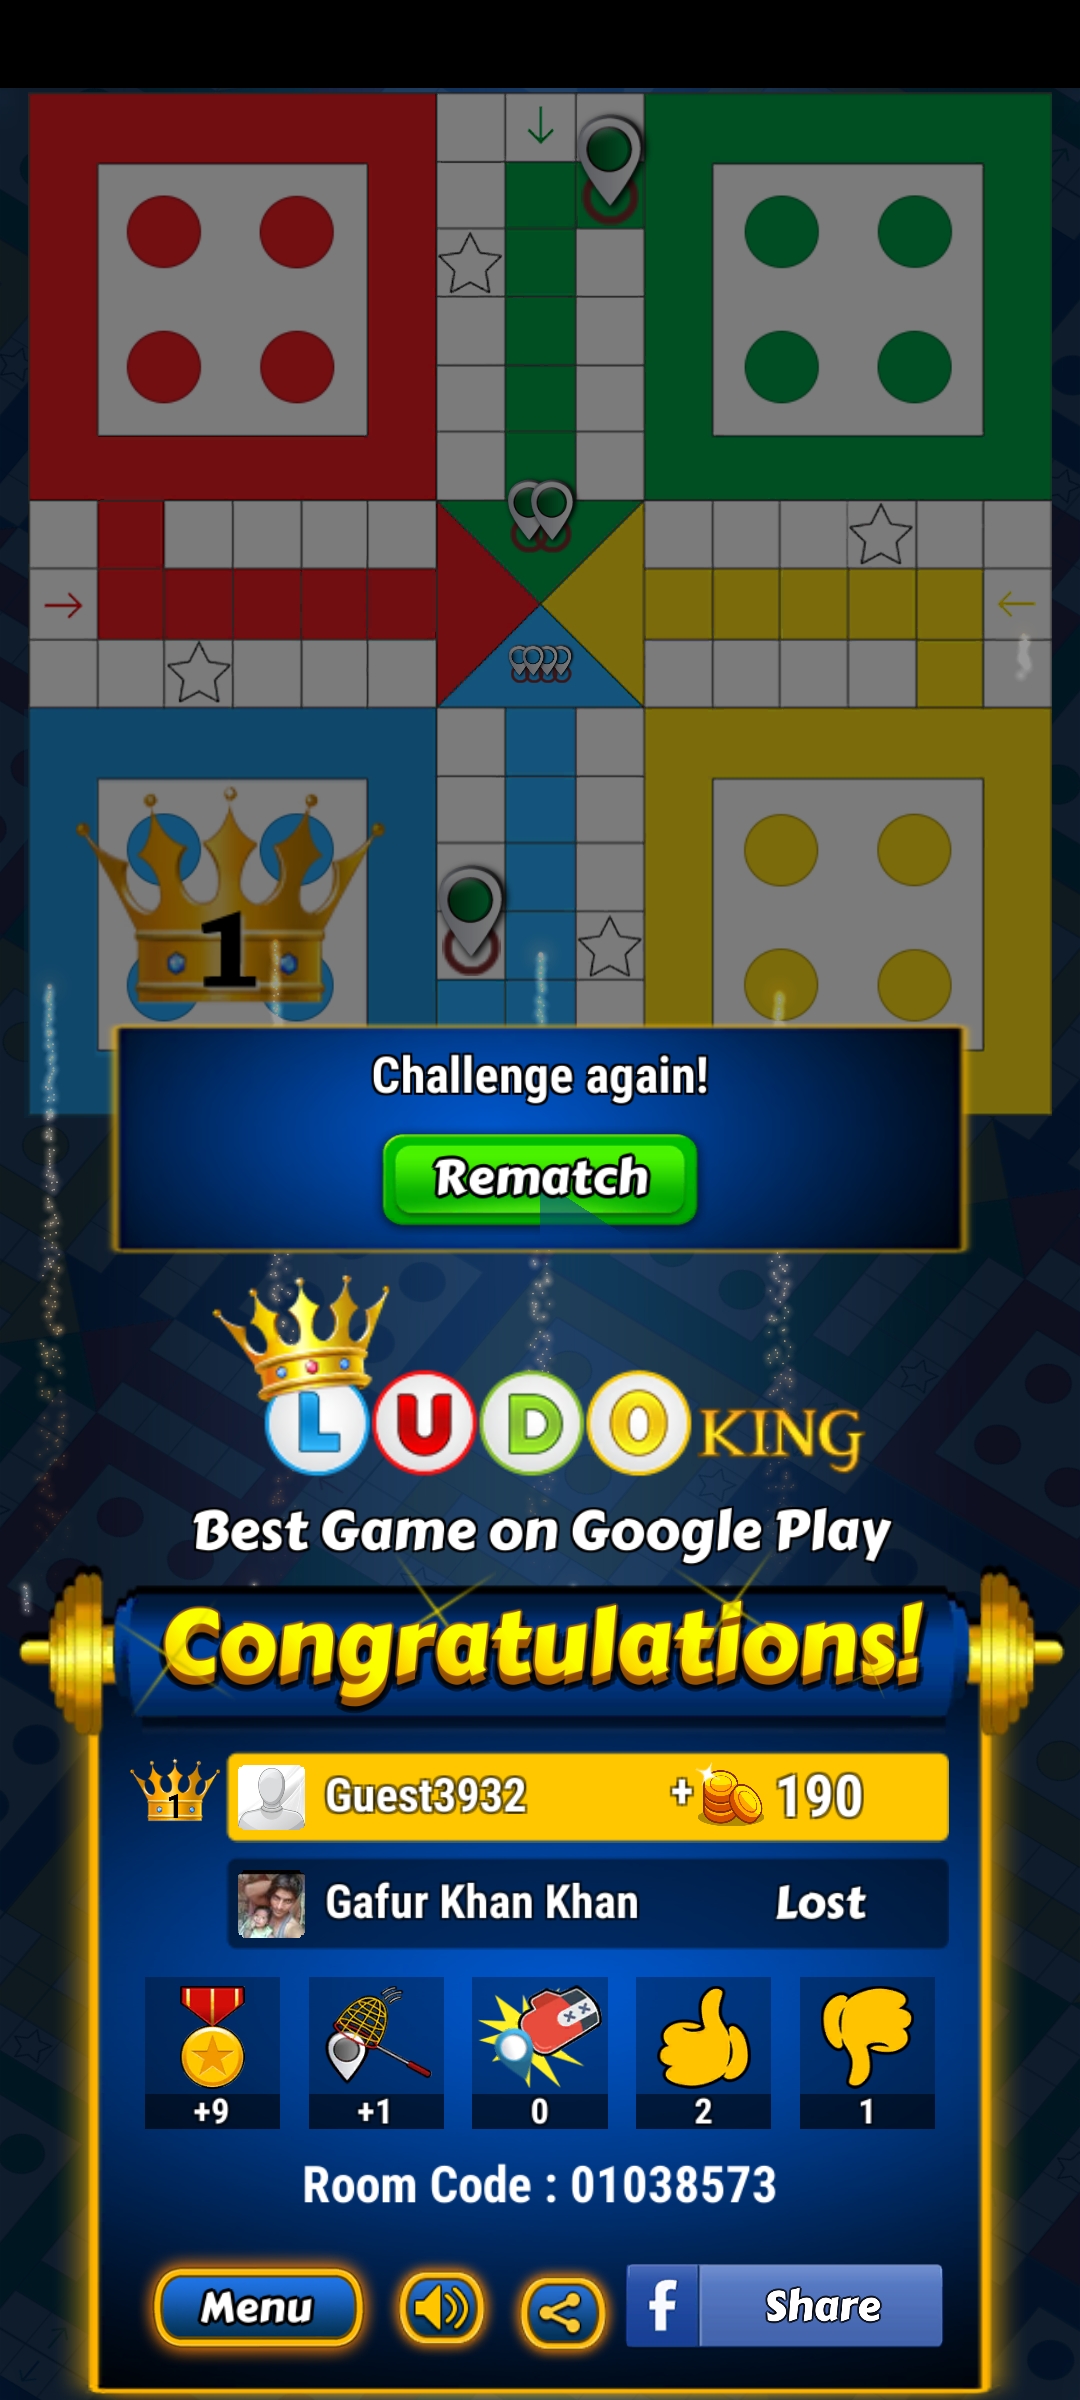 1
Challenge again!
Rematch
LUDO KING
Best Game on Google Play
Congratulations!
1 Guest3932 + 190
Gafur Khan Khan Lost
+9 +1 0 2 1
Room Code : 01038573
Menu f Share